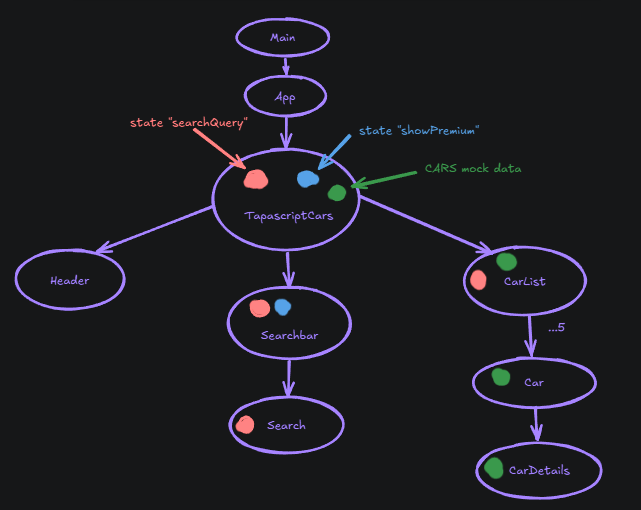 Main
App
state "searchQuery"
state "showPremium"
CARS mock data
TapascriptCars
Header
Searchbar
CarList
...5
Search
Car
CarDetails